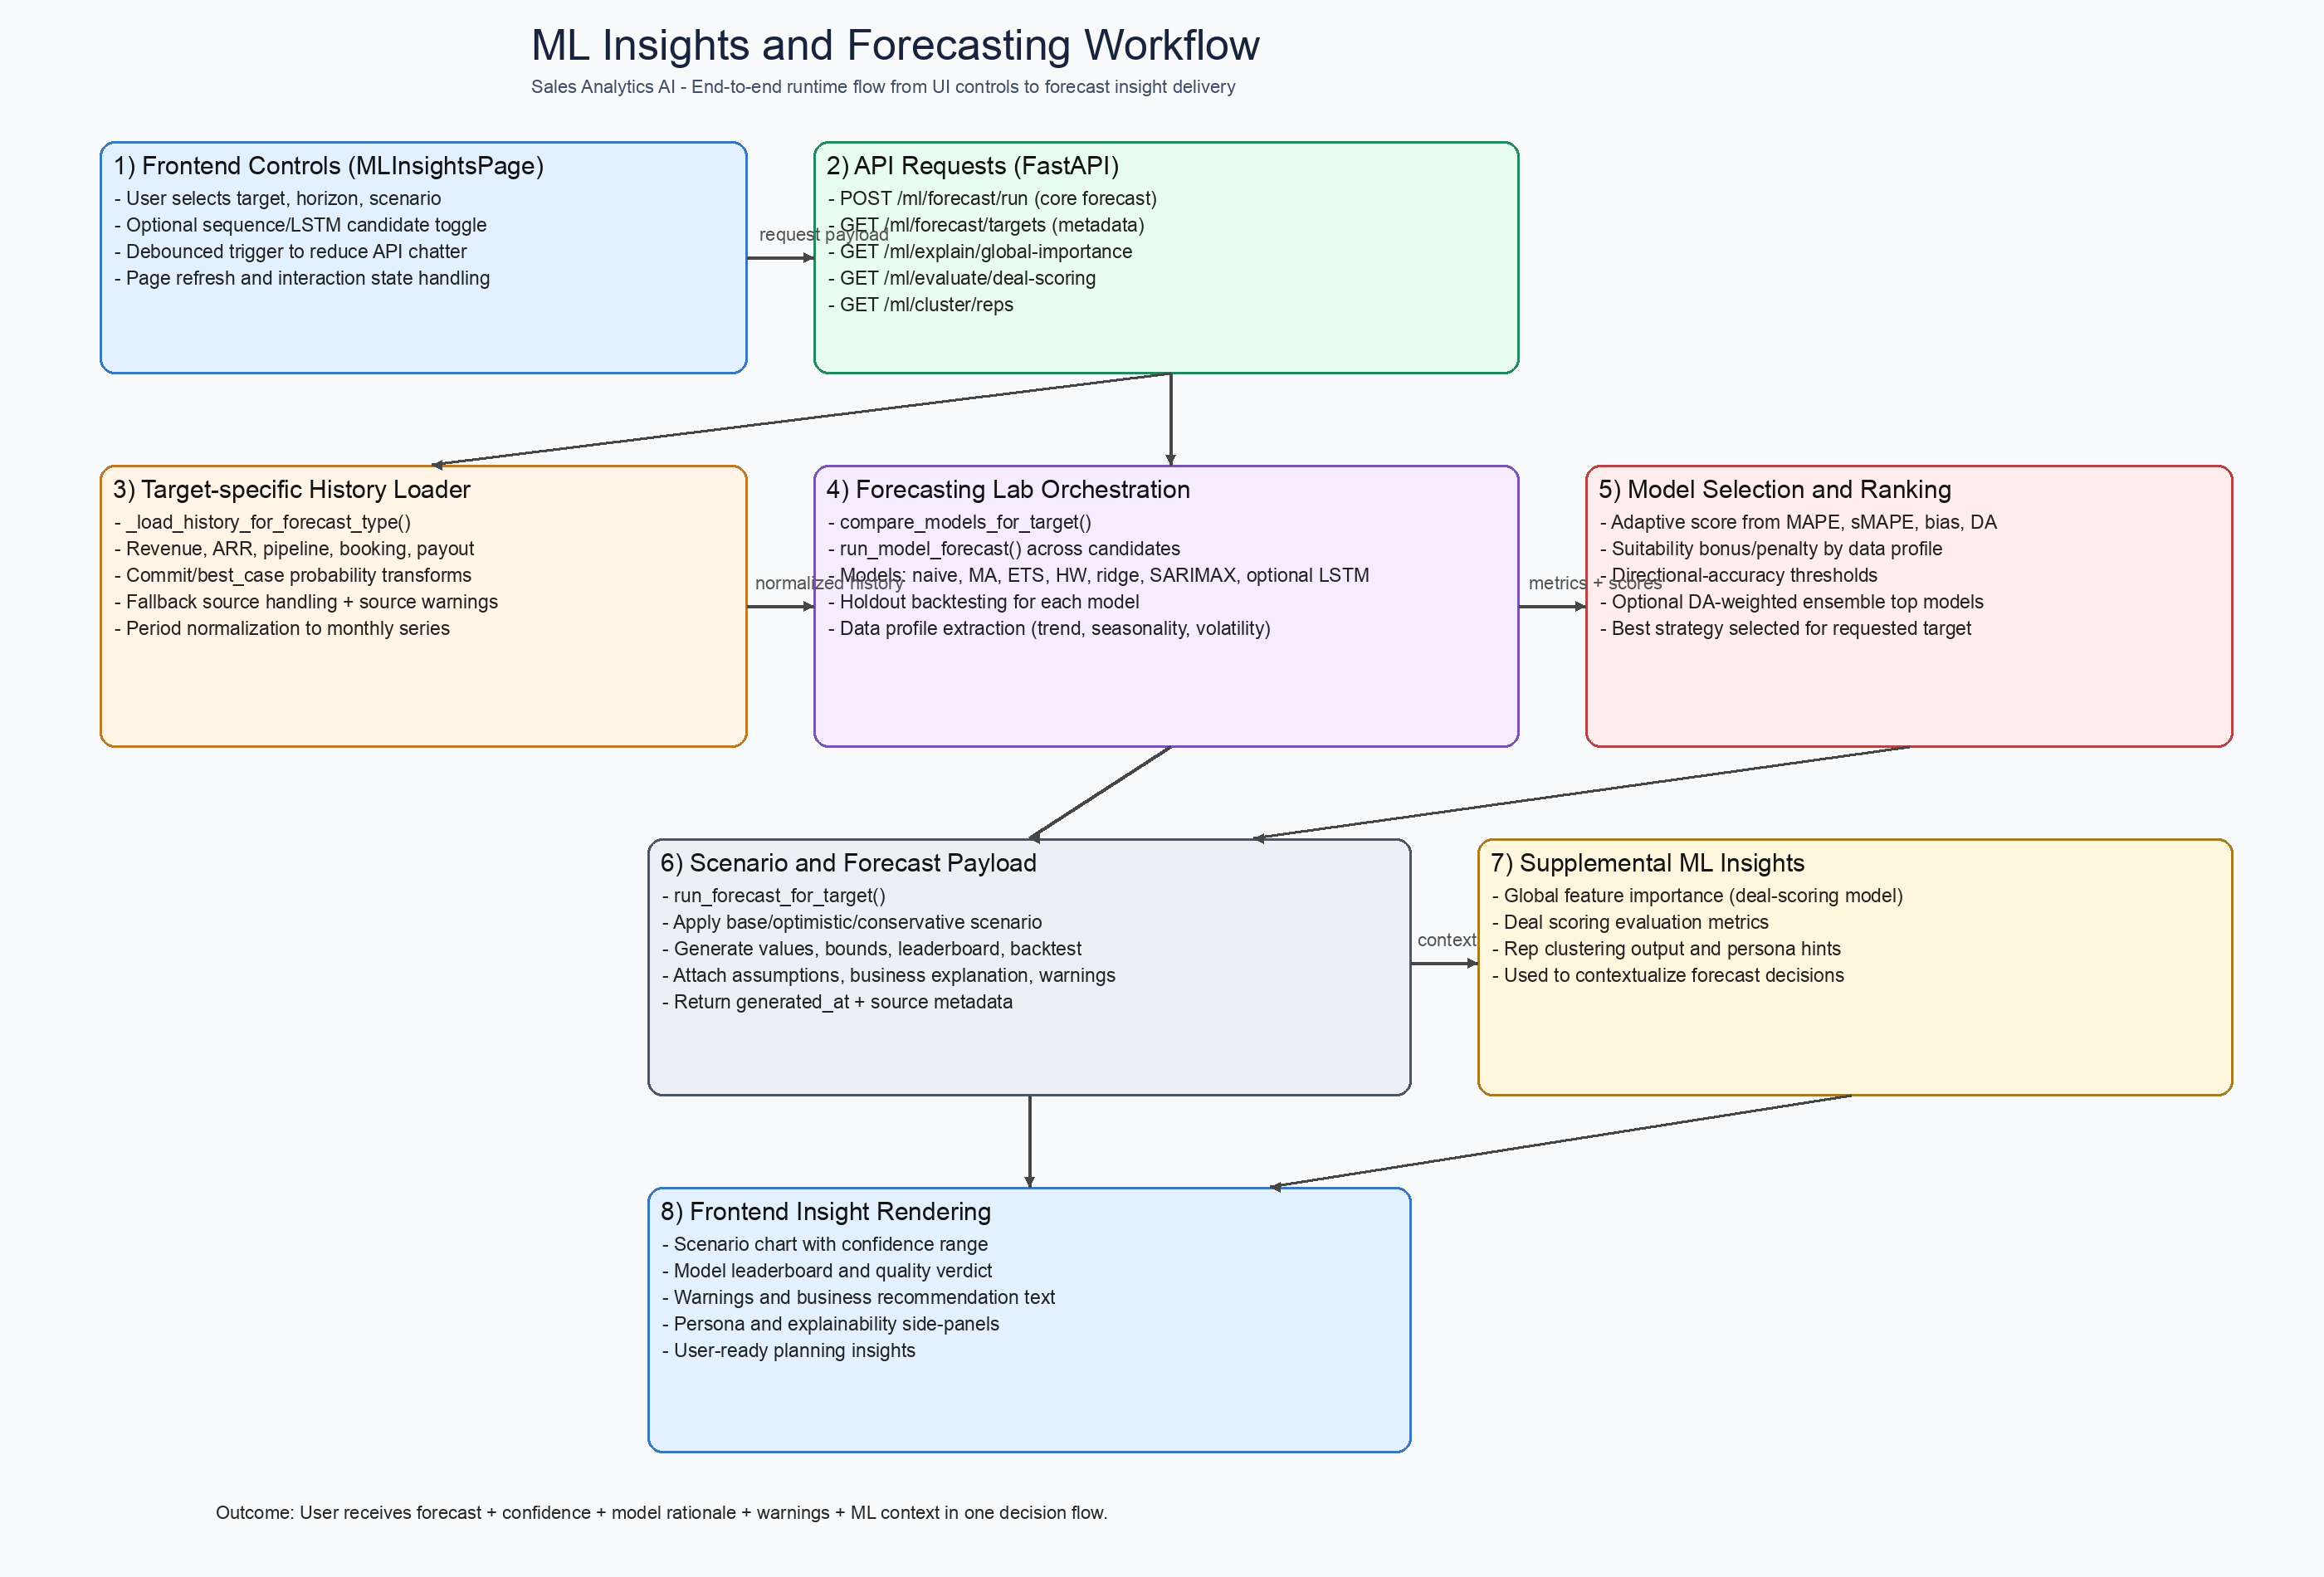 ML Insights and Forecasting Workflow
Sales Analytics AI - End-to-end runtime flow from UI controls to forecast insight delivery
1) Frontend Controls (MLInsightsPage)
- User selects target, horizon, scenario
- Optional sequence/LSTM candidate toggle
- Debounced trigger to reduce API chatter
- Page refresh and interaction state handling
request payload
2) API Requests (FastAPI)
- POST /ml/forecast/run (core forecast)
- GET /ml/forecast/targets (metadata)
- GET /ml/explain/global-importance
- GET /ml/evaluate/deal-scoring
- GET /ml/cluster/reps
3) Target-specific History Loader
- _load_history_for_forecast_type()
- Revenue, ARR, pipeline, booking, payout
- Commit/best_case probability transforms
- Fallback source handling + source warnings
- Period normalization to monthly series
normalized history
4) Forecasting Lab Orchestration
- compare_models_for_target()
- run_model_forecast() across candidates
- Models: naive, MA, ETS, HW, ridge, SARIMAX, optional LSTM
- Holdout backtesting for each model
- Data profile extraction (trend, seasonality, volatility)
metrics + scores
5) Model Selection and Ranking
- Adaptive score from MAPE, sMAPE, bias, DA
- Suitability bonus/penalty by data profile
- Directional-accuracy thresholds
- Optional DA-weighted ensemble top models
- Best strategy selected for requested target
6) Scenario and Forecast Payload
- run_forecast_for_target()
- Apply base/optimistic/conservative scenario
- Generate values, bounds, leaderboard, backtest
- Attach assumptions, business explanation, warnings
- Return generated_at + source metadata
context
7) Supplemental ML Insights
- Global feature importance (deal-scoring model)
- Deal scoring evaluation metrics
- Rep clustering output and persona hints
- Used to contextualize forecast decisions
8) Frontend Insight Rendering
- Scenario chart with confidence range
- Model leaderboard and quality verdict
- Warnings and business recommendation text
- Persona and explainability side-panels
- User-ready planning insights
Outcome: User receives forecast + confidence + model rationale + warnings + ML context in one decision flow.